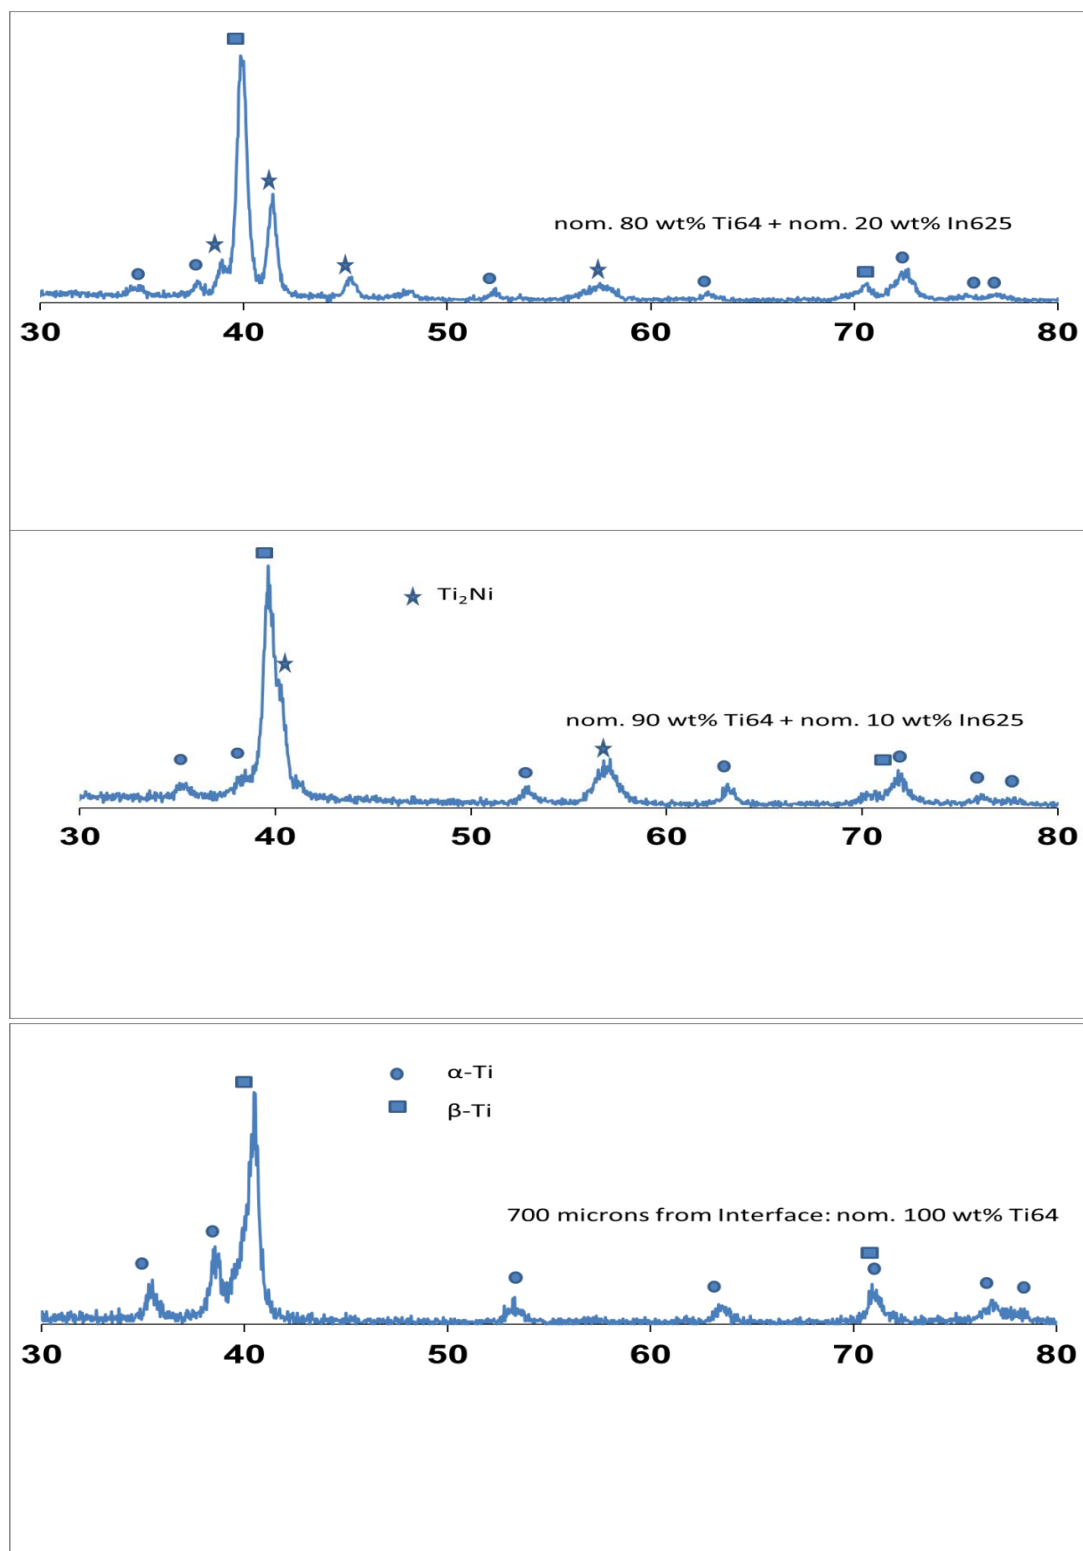 nom. 80 wt% Ti64 + nom. 20 wt% In625
30 40 50 60 70 80
Ti₂Ni
nom. 90 wt% Ti64 + nom. 10 wt% In625
30 40 50 60 70 80
α-Ti
β-Ti
700 microns from Interface: nom. 100 wt% Ti64
30 40 50 60 70 80